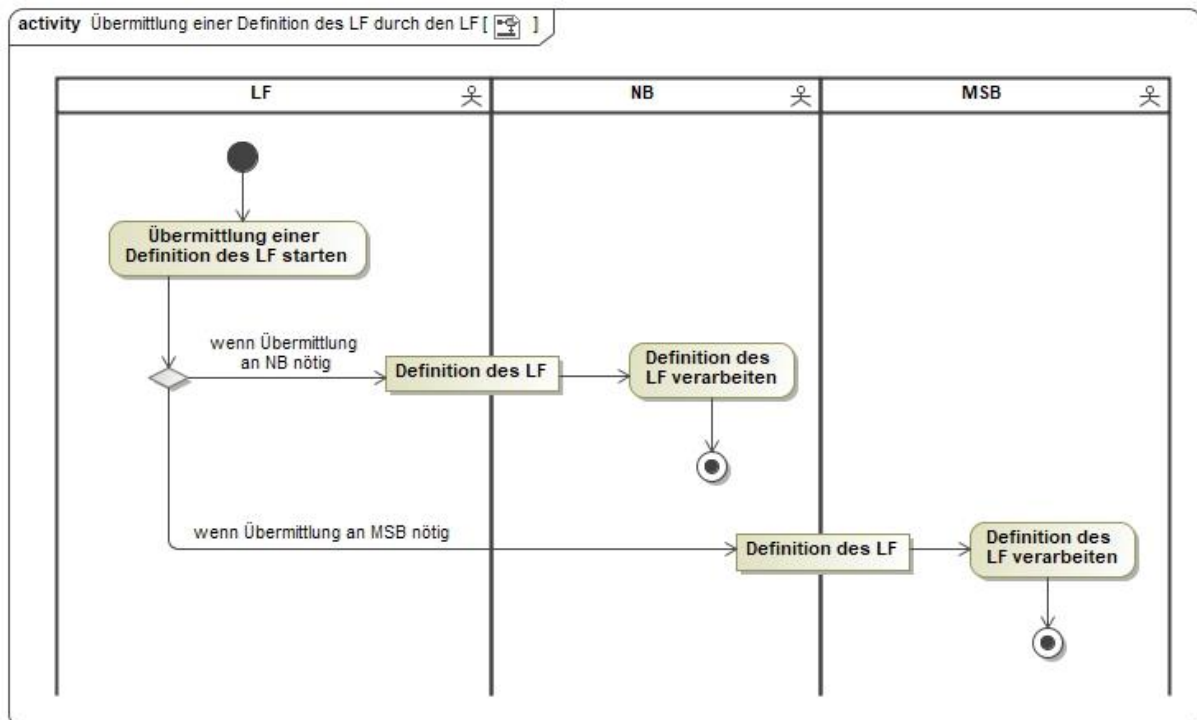 activity Übermittlung einer Definition des LF durch den LF [ ]
LF
NB
MSB
Übermittlung einer
Definition des LF starten
wenn Übermittlung
an NB nötig
Definition des LF
Definition des
LF verarbeiten
wenn Übermittlung an MSB nötig
Definition des LF
Definition des
LF verarbeiten